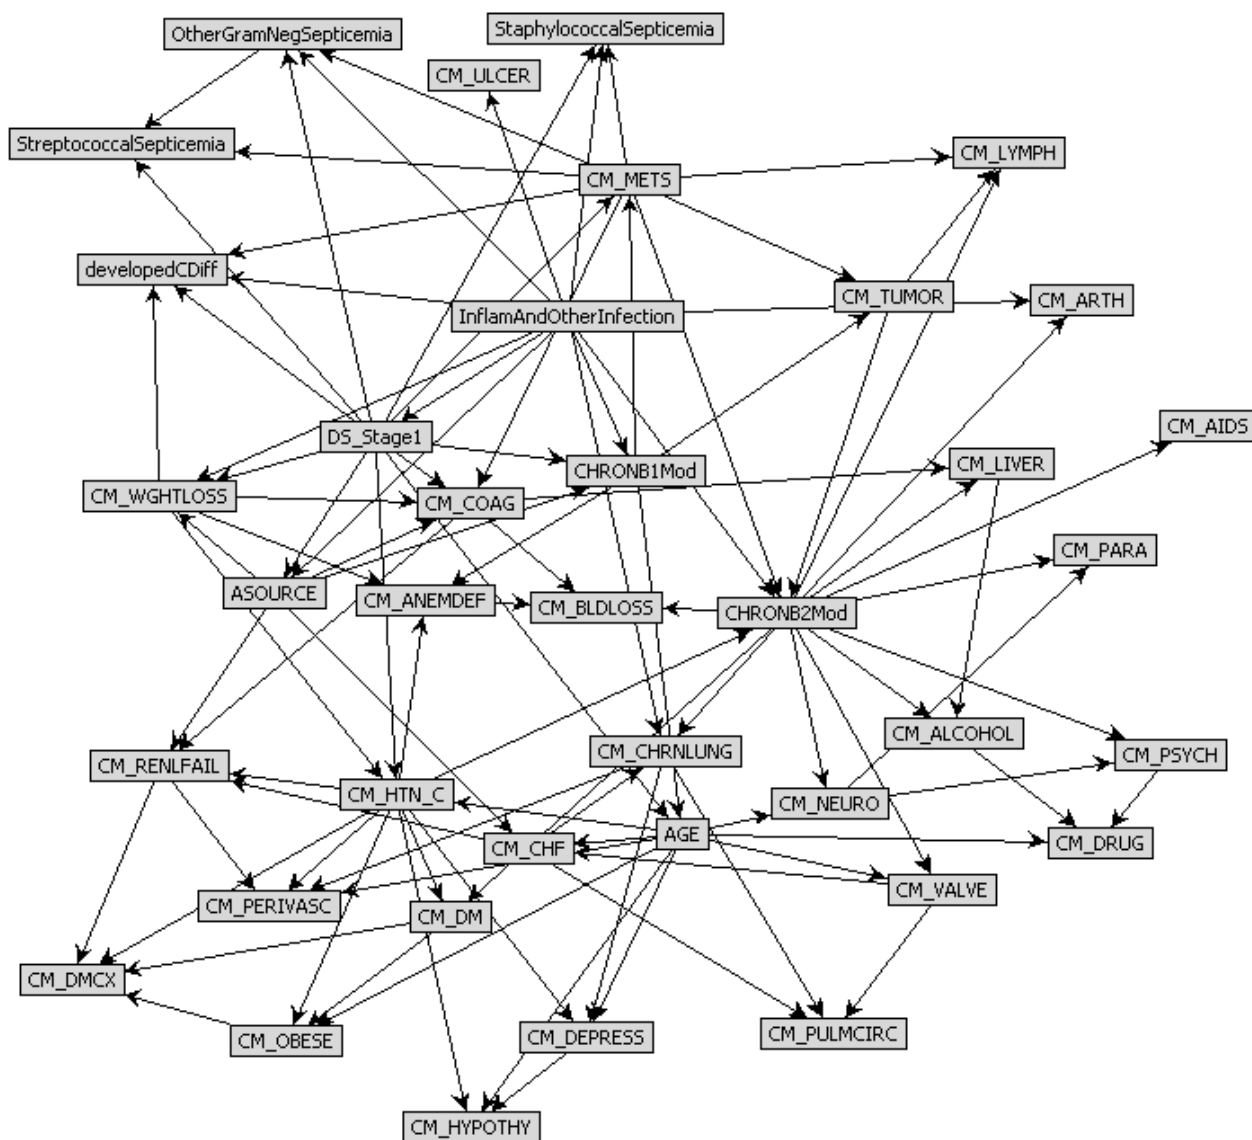 OtherGramNegSepticemia
StaphylococcalSepticemia
CM_ULCER
StreptococcalSepticemia
CM_LYMPH
CM_METS
developedCDiff
CM_TUMOR
CM_ARTH
InflamAndOtherInfection
DS_Stage1
CM_AIDS
CHRONB1Mod
CM_LIVER
CM_WGHTLOSS
CM_COAG
CM_PARA
ASOURCE
CM_ANEMDEF
CM_BLDLOSS
CHRONB2Mod
CM_ALCOHOL
CM_RENLFAIL
CM_CHRNLUNG
CM_PSYCH
CM_HTN_C
CM_NEURO
AGE
CM_CHF
CM_DRUG
CM_VALVE
CM_PERIVASC
CM_DM
CM_DMCX
CM_OBESE
CM_DEPRESS
CM_PULMCIRC
CM_HYPOTHY